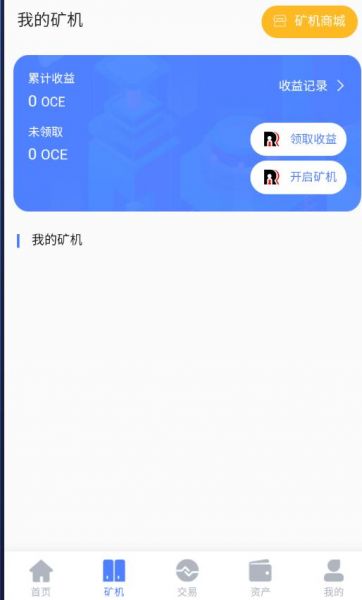 我的矿机
矿机商城
累计收益
0 OCE
收益记录
未领取
0 OCE
领取收益
开启矿机
我的矿机
首页
矿机
交易
资产
我的